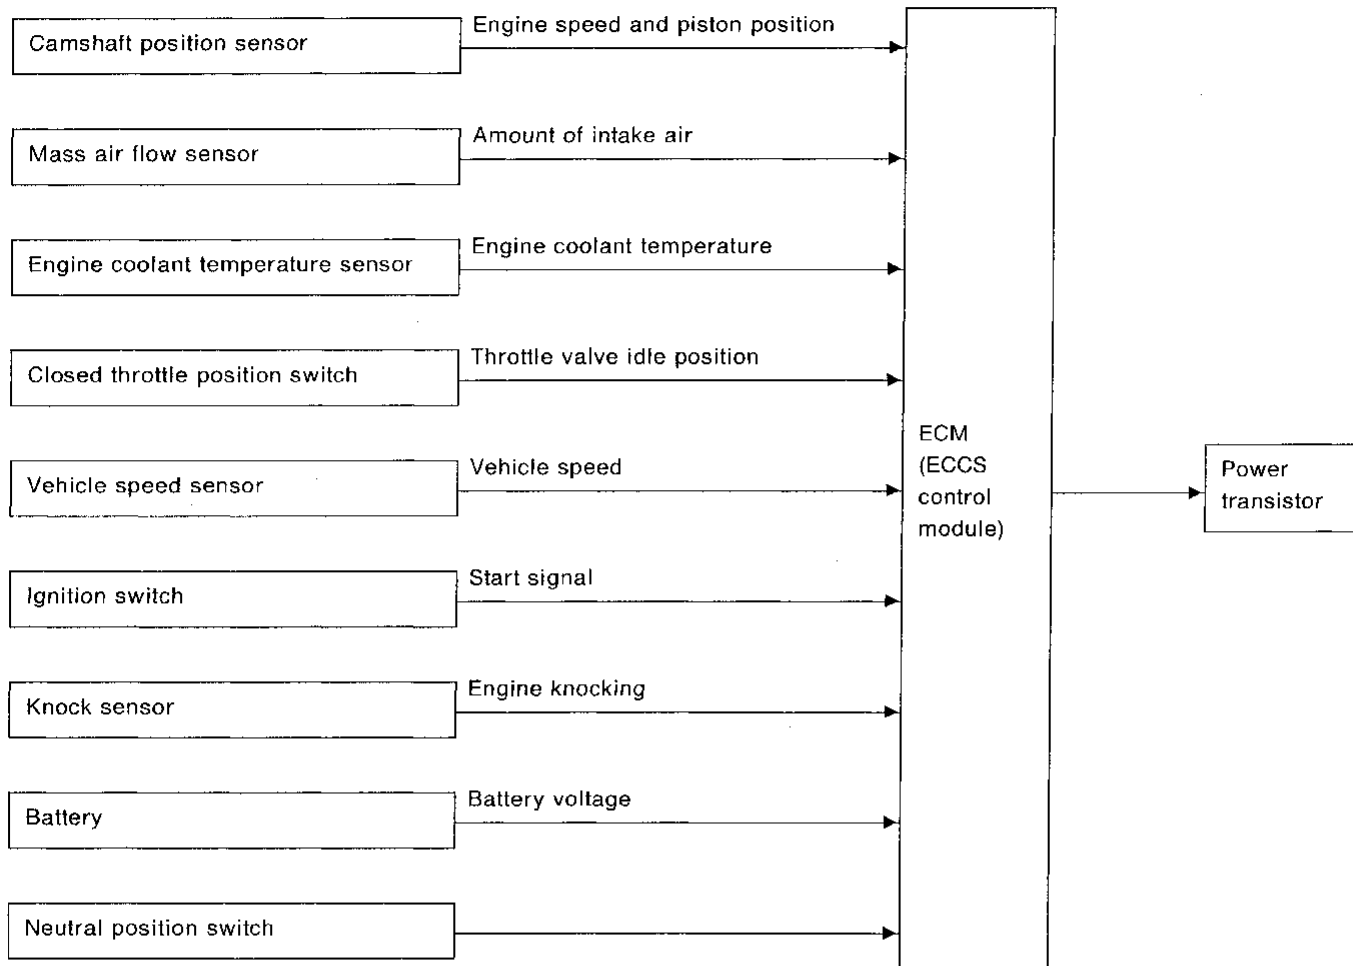 Camshaft position sensor
Engine speed and piston position
Mass air flow sensor
Amount of intake air
Engine coolant temperature sensor
Engine coolant temperature
Closed throttle position switch
Throttle valve idle position
Vehicle speed sensor
Vehicle speed
Ignition switch
Start signal
Knock sensor
Engine knocking
Battery
Battery voltage
Neutral position switch
ECM
(ECCS
control
module)
Power
transistor